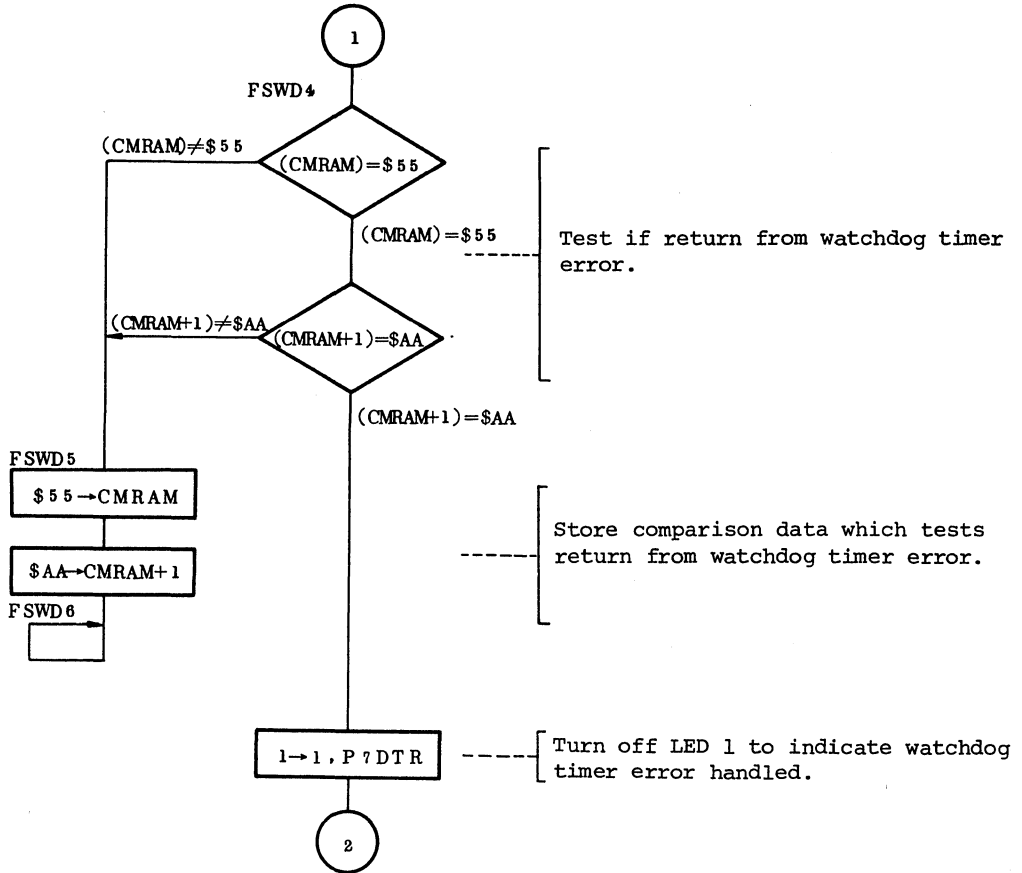 1
FSWD4
(CMRAM)≠$55
(CMRAM)=$55
(CMRAM)=$55
Test if return from watchdog timer
error.
(CMRAM+1)≠$AA
(CMRAM+1)=$AA
(CMRAM+1)=$AA
FSWD5
$55→CMRAM
$AA→CMRAM+1
FSWD6
Store comparison data which tests
return from watchdog timer error.
1→1,P7DTR
Turn off LED 1 to indicate watchdog
timer error handled.
2